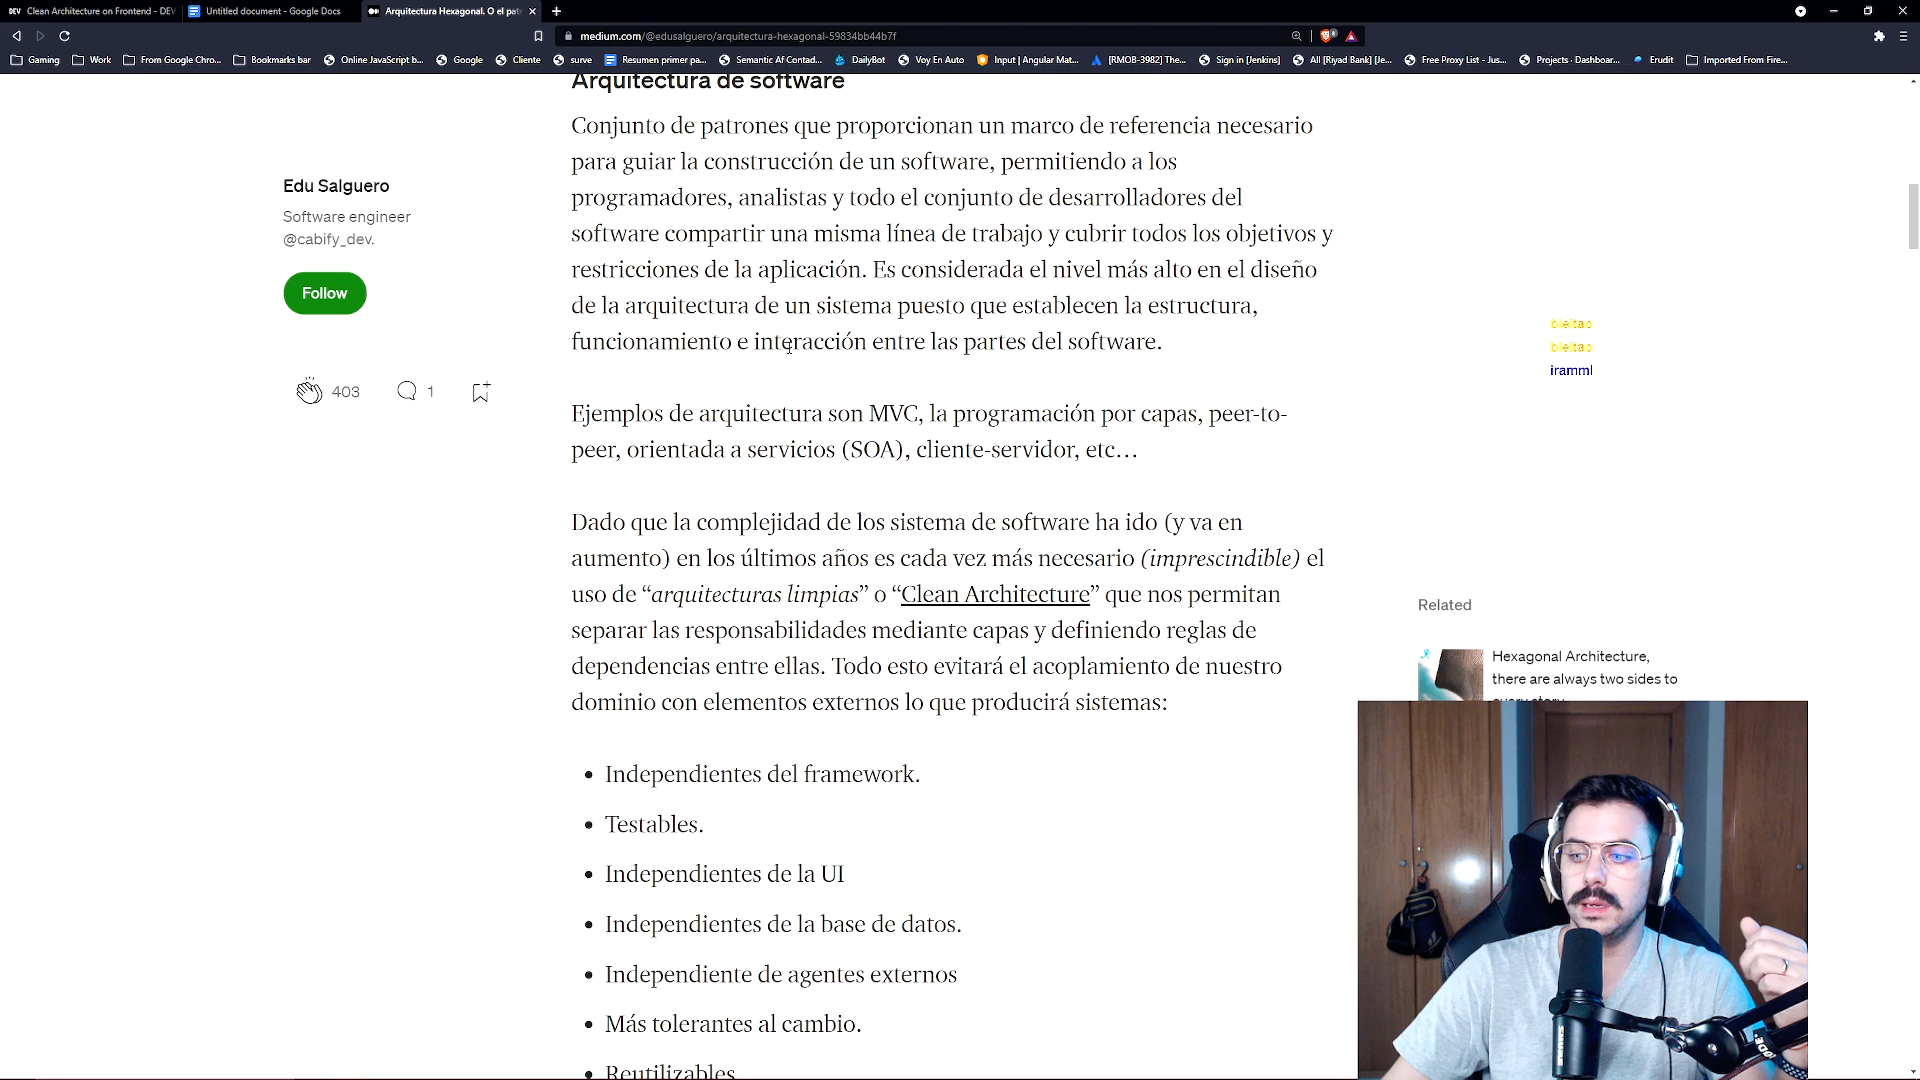 DEV Clean Architecture on Frontend - DEV
Untitled document - Google Docs
Arquitectura Hexagonal. O el pat
medium.com/@edusalguero/arquitectura-hexagonal-59834bb44b7f
Gaming
Work
From Google Chro...
Bookmarks bar
Online JavaScript b...
Google
Cliente
surve
Resumen primer pa...
Semantic Af Contad...
DailyBot
Voy En Auto
Input | Angular Mat...
[RMOB-3982] The...
Sign in [Jenkins]
All [Riyad Bank] [Je...
Free Proxy List - Jus...
Projects · Dashboar...
Erudit
Imported From Fire...
Arquitectura de software
Conjunto de patrones que proporcionan un marco de referencia necesario
para guiar la construcción de un software, permitiendo a los
programadores, analistas y todo el conjunto de desarrolladores del
software compartir una misma línea de trabajo y cubrir todos los objetivos y
restricciones de la aplicación. Es considerada el nivel más alto en el diseño
de la arquitectura de un sistema puesto que establecen la estructura,
funcionamiento e interacción entre las partes del software.
Ejemplos de arquitectura son MVC, la programación por capas, peer-to-
peer, orientada a servicios (SOA), cliente-servidor, etc…
Dado que la complejidad de los sistema de software ha ido (y va en
aumento) en los últimos años es cada vez más necesario (imprescindible) el
uso de “arquitecturas limpias” o “Clean Architecture” que nos permitan
separar las responsabilidades mediante capas y definiendo reglas de
dependencias entre ellas. Todo esto evitará el acoplamiento de nuestro
dominio con elementos externos lo que producirá sistemas:
• Independientes del framework.
• Testables.
• Independientes de la UI
• Independientes de la base de datos.
• Independiente de agentes externos
• Más tolerantes al cambio.
• Reutilizables
Edu Salguero
Software engineer
@cabify_dev.
Follow
403
1
bleitao
bleitao
iramml
Related
Hexagonal Architecture,
there are always two sides to
every story